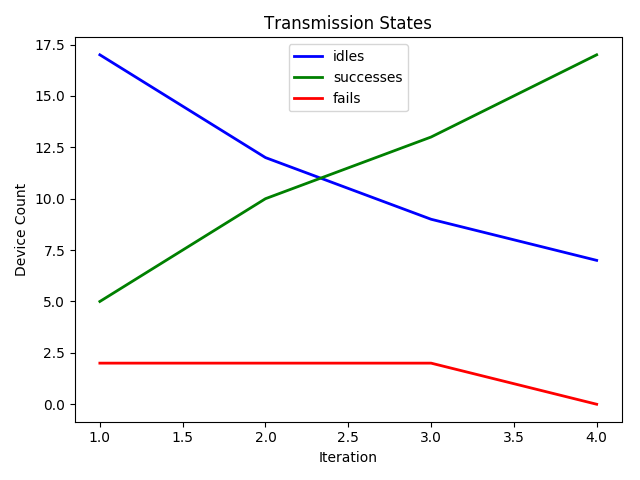 Transmission States
idles
successes
fails
17.5
15.0
12.5
10.0
7.5
5.0
2.5
0.0
Device Count
1.0 1.5 2.0 2.5 3.0 3.5 4.0
Iteration